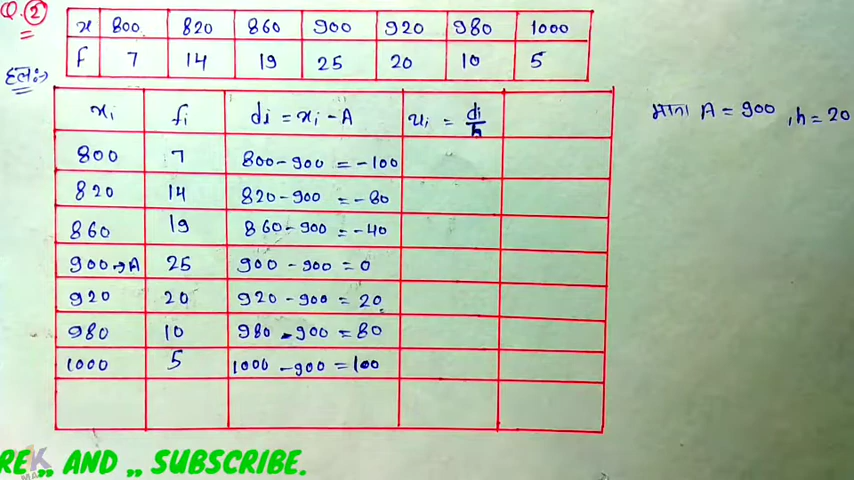 Q.②
x 800 820 860 900 920 980 1000
f 7 14 19 25 20 10 5
हलः→
xi fi di = xi - A ui = di/h
माना A = 900 , h = 20
800 7 800-900 = -100
820 14 820-900 = -80
860 19 860-900 = -40
900→A 25 900 - 900 = 0
920 20 920 - 900 = 20
980 10 980 - 900 = 80
1000 5 1000 - 900 = 100
RE ,, AND ,, SUBSCRIBE.